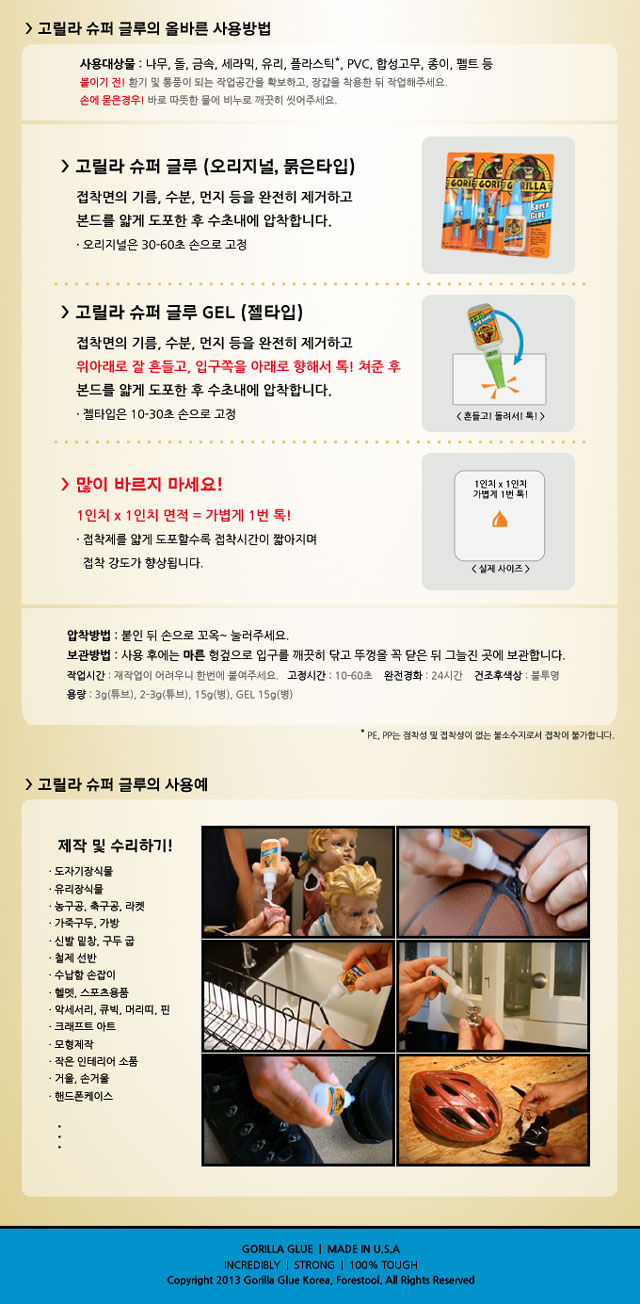 > 고릴라 슈퍼 글루의 올바른 사용방법
사용대상물 : 나무, 돌, 금속, 세라믹, 유리, 플라스틱*, PVC, 합성고무, 종이, 펠트 등
붙이기 전! 환기 및 통풍이 되는 작업공간을 확보하고, 장갑을 착용한 뒤 작업해주세요.
손에 묻은경우! 바로 따뜻한 물에 비누로 깨끗히 씻어주세요.
> 고릴라 슈퍼 글루 (오리지널, 묽은타입)
접착면의 기름, 수분, 먼지 등을 완전히 제거하고
본드를 얇게 도포한 후 수초내에 압착합니다.
· 오리지널은 30-60초 손으로 고정
GORILLA
SUPER
GLUE
> 고릴라 슈퍼 글루 GEL (젤타입)
접착면의 기름, 수분, 먼지 등을 완전히 제거하고
위아래로 잘 흔들고, 입구쪽을 아래로 향해서 톡! 쳐준 후
본드를 얇게 도포한 후 수초내에 압착합니다.
· 젤타입은 10-30초 손으로 고정
< 흔들고! 돌려서! 톡! >
> 많이 바르지 마세요!
1인치 x 1인치 면적 = 가볍게 1번 톡!
· 접착제를 얇게 도포할수록 접착시간이 짧아지며
접착 강도가 향상됩니다.
1인치 x 1인치
가볍게 1번 톡!
< 실제 사이즈 >
압착방법 : 붙인 뒤 손으로 꼬옥~ 눌러주세요.
보관방법 : 사용 후에는 마른 헝겊으로 입구를 깨끗히 닦고 뚜껑을 꼭 닫은 뒤 그늘진 곳에 보관합니다.
작업시간 : 재작업이 어려우니 한번에 붙여주세요. 고정시간 : 10-60초 완전경화 : 24시간 건조후색상 : 불투명
용량 : 3g(튜브), 2-3g(튜브), 15g(병), GEL 15g(병)
* PE, PP는 점착성 및 접착성이 없는 불소수지로서 접착이 불가합니다.
> 고릴라 슈퍼 글루의 사용예
제작 및 수리하기!
· 도자기장식물
· 유리장식물
· 농구공, 축구공, 라켓
· 가죽구두, 가방
· 신발 밑창, 구두 굽
· 철제 선반
· 수납함 손잡이
· 헬멧, 스포츠용품
· 악세서리, 큐빅, 머리띠, 핀
· 크래프트 아트
· 모형제작
· 작은 인테리어 소품
· 거울, 손거울
· 핸드폰케이스
GORILLA GLUE | MADE IN U.S.A
INCREDIBLY | STRONG | 100% TOUGH
Copyright 2013 Gorilla Glue Korea, Forestool, All Rights Reserved